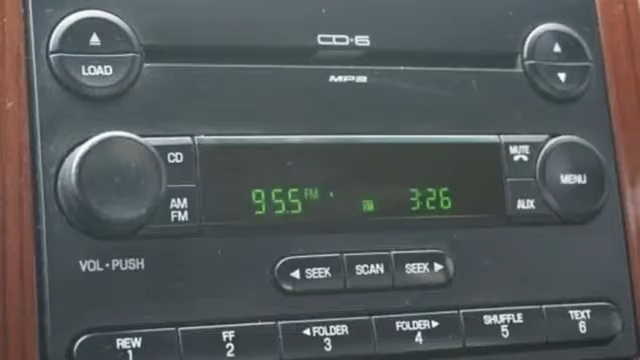 CD•6
LOAD
TEXT
MP3
CD
MUTE
MENU
AM
FM
95.5 FM
3:26
AUX
VOL•PUSH
SEEK
SCAN
SEEK
REW
1
FF
2
FOLDER
3
FOLDER
4
SHUFFLE
5
TEXT
6